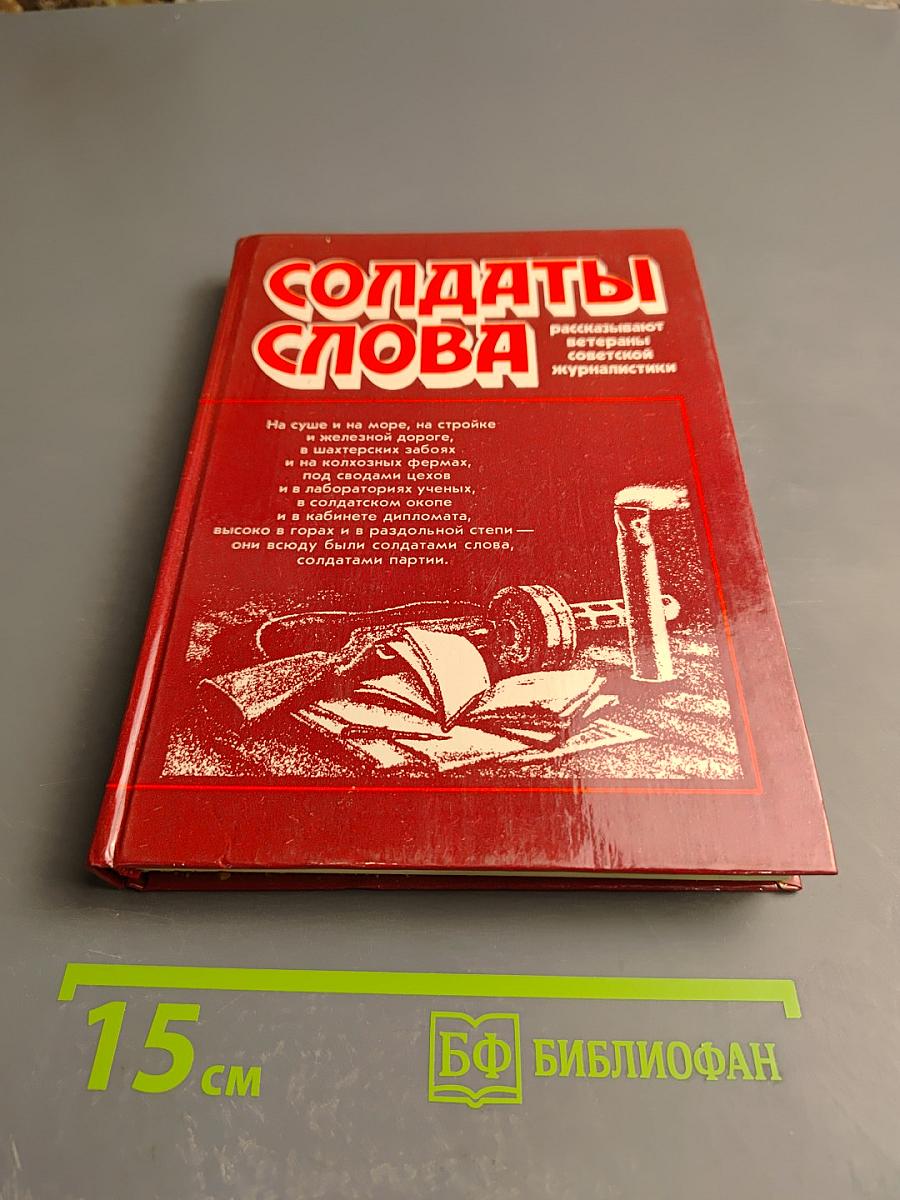 СОЛДАТЫ
СЛОВА
рассказывают
ветераны
советской
журналистики
На суше и на море, на стройке
и железной дороге,
в шахтерских забоях
и на колхозных фермах,
под сводами цехов
и в лабораториях ученых,
в солдатском окопе
и в кабинете дипломата,
высоко в горах и в раздольной степи —
они всюду были солдатами слова,
солдатами партии.
15 см
БФ БИБЛИОФАН